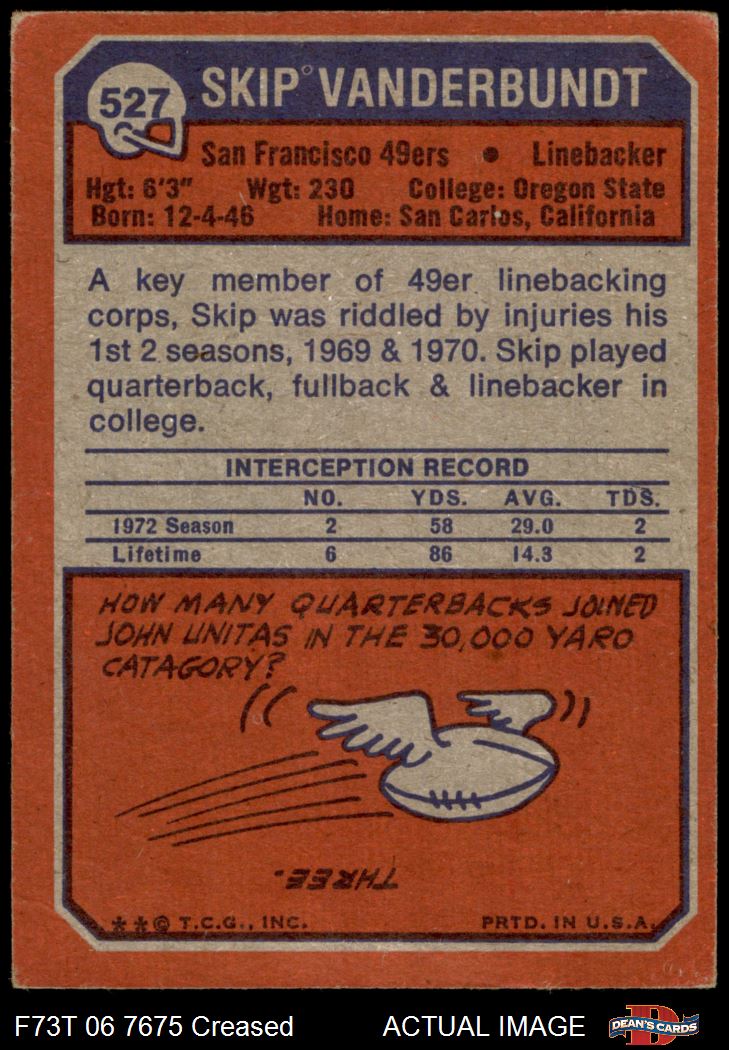 527
SKIP VANDERBUNDT
San Francisco 49ers • Linebacker
Hgt: 6'3" Wgt: 230 College: Oregon State
Born: 12-4-46 Home: San Carlos, California
A key member of 49er linebacking
corps, Skip was riddled by injuries his
1st 2 seasons, 1969 & 1970. Skip played
quarterback, fullback & linebacker in
college.
INTERCEPTION RECORD
NO. YDS. AVG. TDS.
1972 Season 2 58 29.0 2
Lifetime 6 86 14.3 2
HOW MANY QUARTERBACKS JOINED
JOHN UNITAS IN THE 30,000 YARD
CATAGORY?
THREE.
**© T.C.G., INC. PRTD. IN U.S.A.
F73T 06 7675 Creased ACTUAL IMAGE
D
DEAN'S CARDS